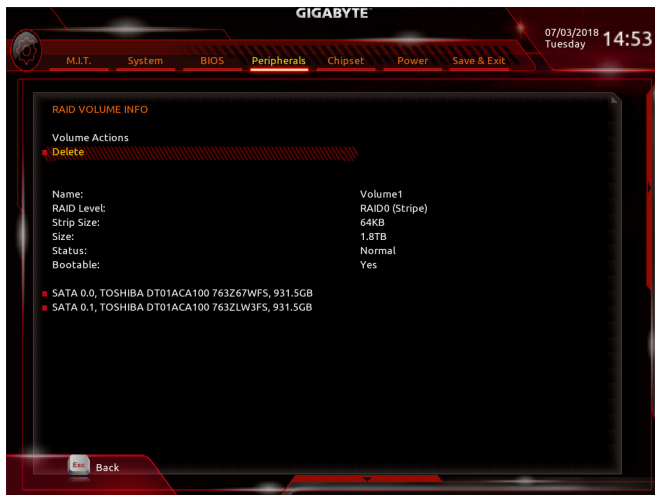 GIGABYTE™
07/03/2018 14:53
Tuesday
M.I.T. System BIOS Peripherals Chipset Power Save & Exit
RAID VOLUME INFO
Volume Actions
Delete
Name: Volume1
RAID Level: RAID0 (Stripe)
Strip Size: 64KB
Size: 1.8TB
Status: Normal
Bootable: Yes
SATA 0.0, TOSHIBA DT01ACA100 763Z67WFS, 931.5GB
SATA 0.1, TOSHIBA DT01ACA100 763ZLW3FS, 931.5GB
Esc Back